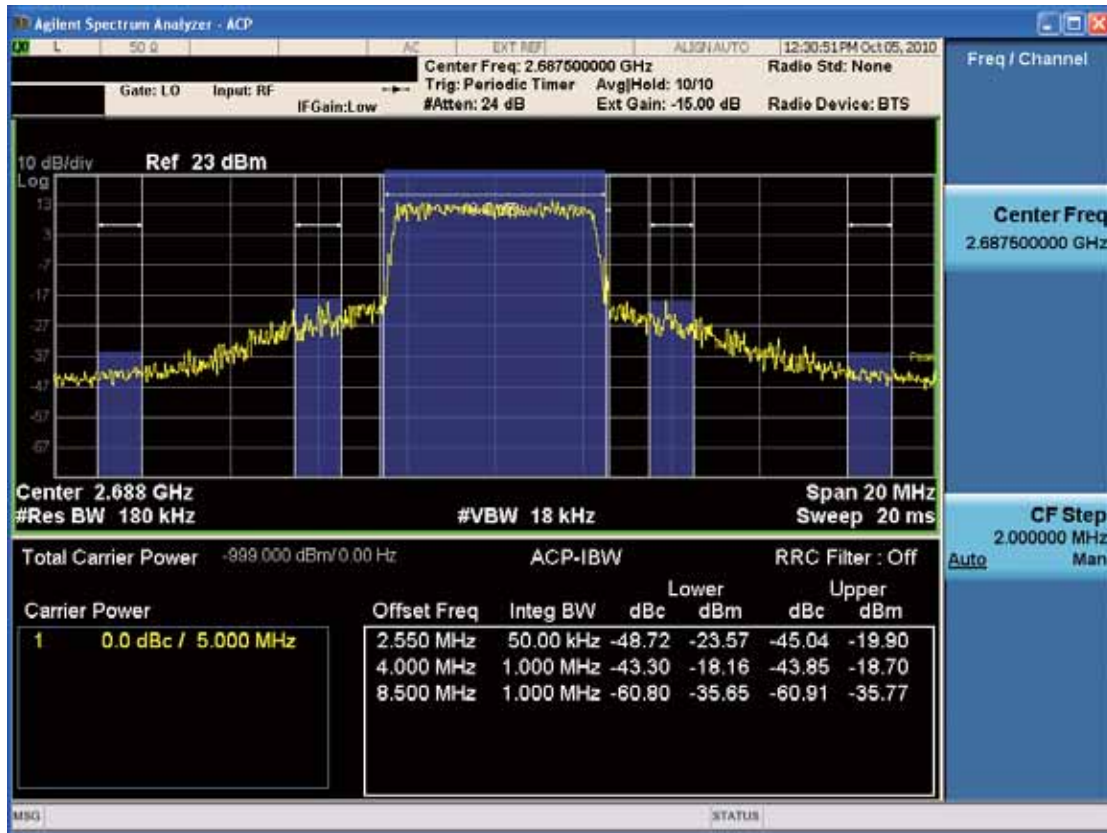 Agilent Spectrum Analyzer - ACP
L 50 Ω AC EXT REF ALIGN AUTO 12:30:51 PM Oct 05, 2010
Center Freq: 2.687500000 GHz Radio Std: None
Gate: LO Input: RF Trig: Periodic Timer Avg|Hold: 10/10
IFGain:Low #Atten: 24 dB Ext Gain: -15.00 dB Radio Device: BTS
10 dB/div Ref 23 dBm
Log
13
3
-7
-17
-27
-37
-47
-57
-67
Center 2.688 GHz Span 20 MHz
#Res BW 180 kHz #VBW 18 kHz Sweep 20 ms
Total Carrier Power -999.000 dBm/ 0.00 Hz ACP-IBW RRC Filter : Off
Lower Upper
Carrier Power Offset Freq Integ BW dBc dBm dBc dBm
1 0.0 dBc / 5.000 MHz 2.550 MHz 50.00 kHz -48.72 -23.57 -45.04 -19.90
4.000 MHz 1.000 MHz -43.30 -18.16 -43.85 -18.70
8.500 MHz 1.000 MHz -60.80 -35.65 -60.91 -35.77
MSG STATUS
Freq / Channel
Center Freq
2.687500000 GHz
CF Step
2.000000 MHz
Auto Man